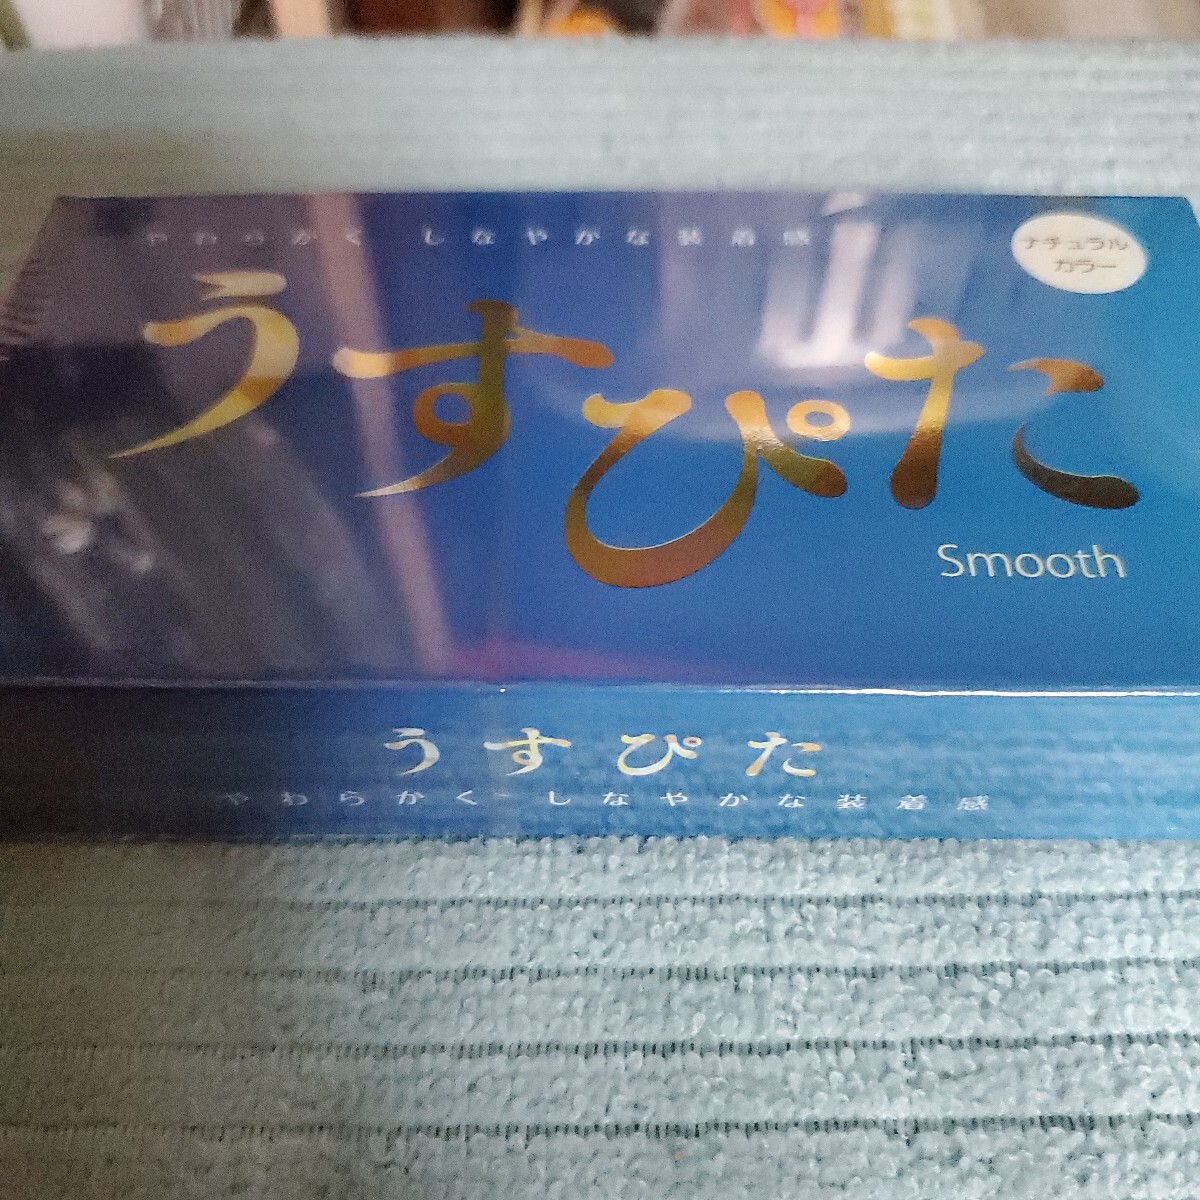 やわらかく しなやかな装着感
ナチュラル
カラー
うすぴた
Smooth
うすぴた
やわらかく しなやかな装着感